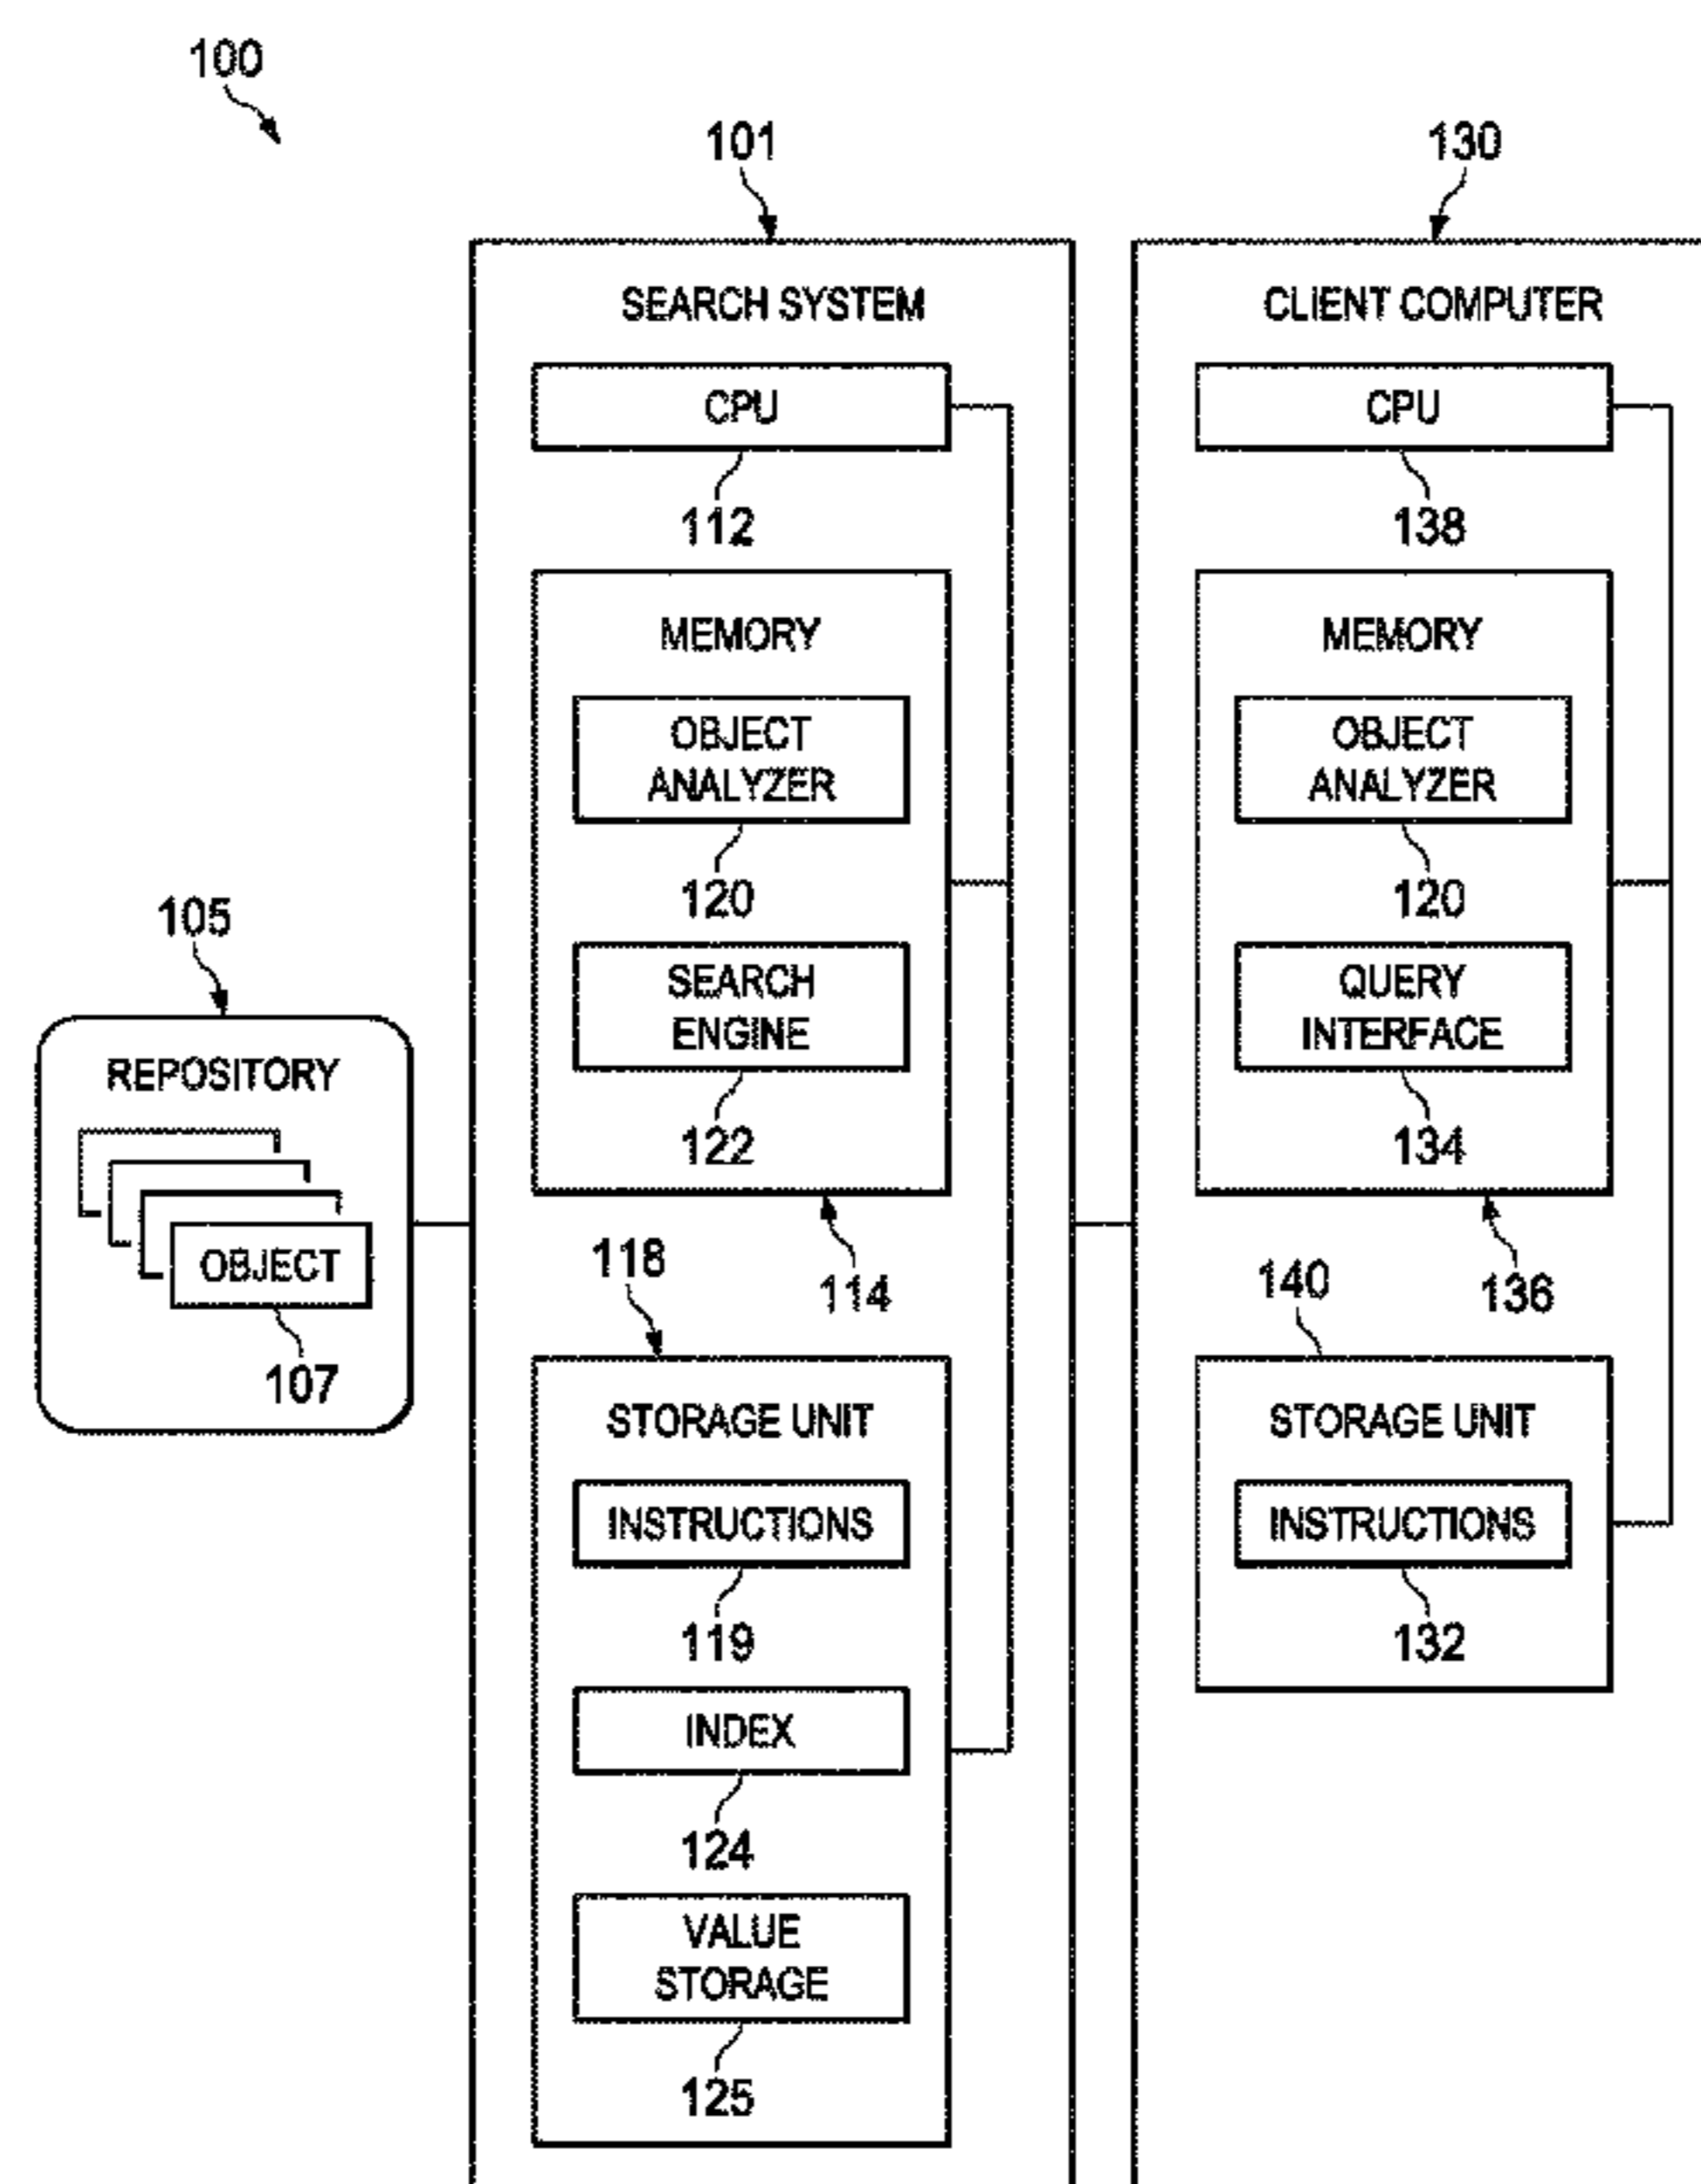 100
101
130
SEARCH SYSTEM
CPU
112
MEMORY
OBJECT
ANALYZER
120
SEARCH
ENGINE
122
114
118
STORAGE UNIT
INSTRUCTIONS
119
INDEX
124
VALUE
STORAGE
125
CLIENT COMPUTER
CPU
138
MEMORY
OBJECT
ANALYZER
120
QUERY
INTERFACE
134
136
140
STORAGE UNIT
INSTRUCTIONS
132
105
REPOSITORY
OBJECT
107